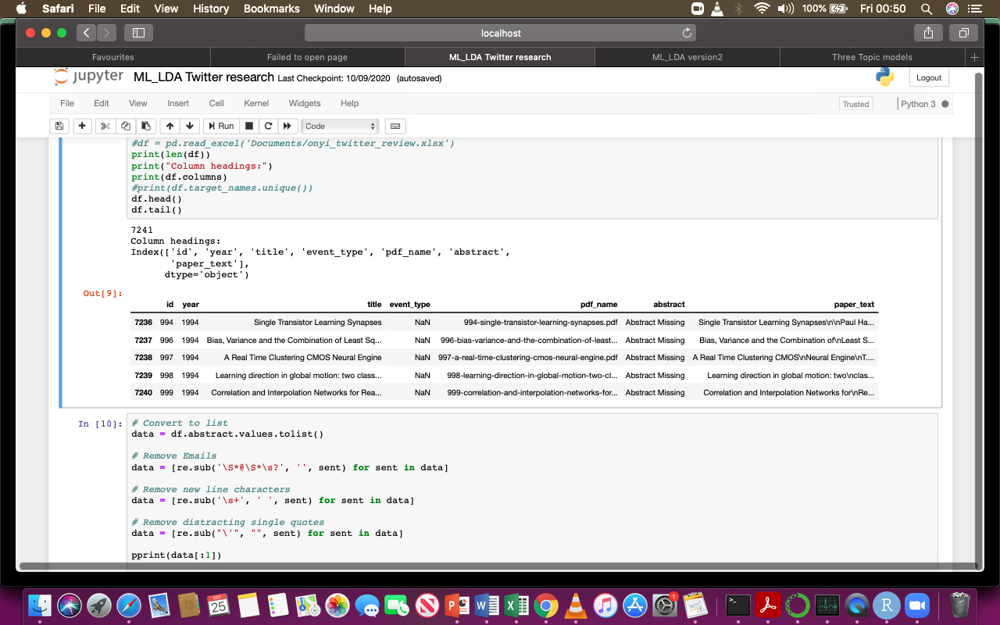 Safari File Edit View History Bookmarks Window Help 100% Fri 00:50
localhost
Favourites Failed to open page ML_LDA Twitter research ML_LDA version2 Three Topic models
jupyter ML_LDA Twitter research Last Checkpoint: 10/09/2020 (autosaved) Logout
File Edit View Insert Cell Kernel Widgets Help Trusted Python 3
Run Code
#df = pd.read_excel('Documents/onyi_twitter_review.xlsx')
print(len(df))
print("Column headings:")
print(df.columns)
#print(df.target_names.unique())
df.head()
df.tail()
7241
Column headings:
Index(['id', 'year', 'title', 'event_type', 'pdf_name', 'abstract',
'paper_text'],
dtype='object')
Out[9]:
id year title event_type pdf_name abstract paper_text
7236 994 1994 Single Transistor Learning Synapses NaN 994-single-transistor-learning-synapses.pdf Abstract Missing Single Transistor Learning Synapses\n\nPaul Ha...
7237 996 1994 Bias, Variance and the Combination of Least Sq... NaN 996-bias-variance-and-the-combination-of-least... Abstract Missing Bias, Variance and the Combination of\nLeast S...
7238 997 1994 A Real Time Clustering CMOS Neural Engine NaN 997-a-real-time-clustering-cmos-neural-engine.pdf Abstract Missing A Real Time Clustering CMOS\nNeural Engine\nT....
7239 998 1994 Learning direction in global motion: two class... NaN 998-learning-direction-in-global-motion-two-cl... Abstract Missing Learning direction in global motion: two\nclas...
7240 999 1994 Correlation and Interpolation Networks for Rea... NaN 999-correlation-and-interpolation-networks-for... Abstract Missing Correlation and Interpolation Networks for\nRe...
In [10]: # Convert to list
data = df.abstract.values.tolist()
# Remove Emails
data = [re.sub('\S*@\S*\s?', '', sent) for sent in data]
# Remove new line characters
data = [re.sub('\s+', ' ', sent) for sent in data]
# Remove distracting single quotes
data = [re.sub("\'", "", sent) for sent in data]
pprint(data[:1])
SEP
25
P W X 1 R